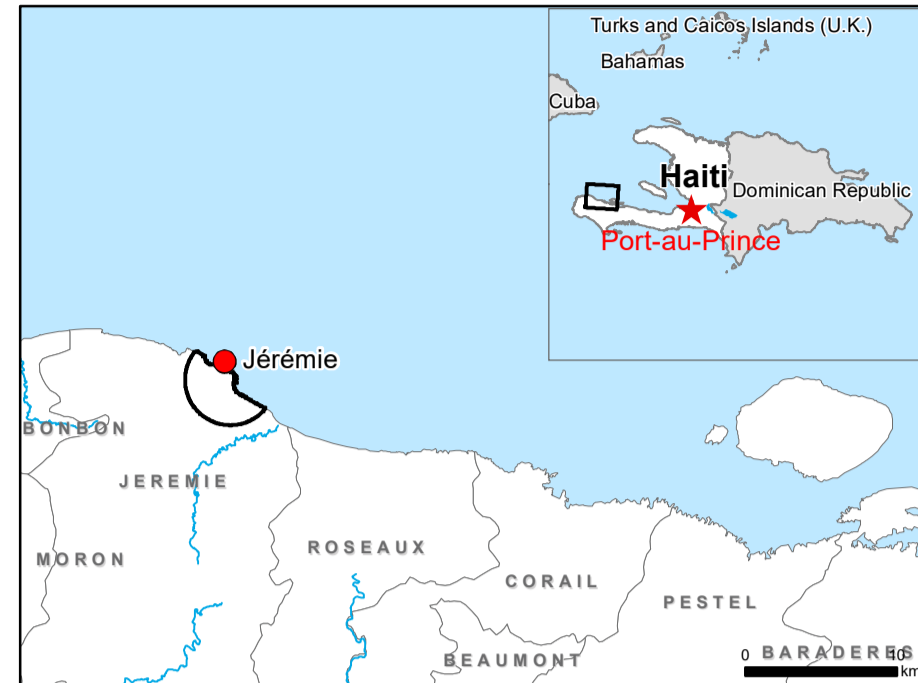 Turks and Caicos Islands (U.K.)
Bahamas
Cuba
Haiti
Dominican Republic
Port-au-Prince
Jérémie
BONBON
JEREMIE
MORON
ROSEAUX
CORAIL
PESTEL
BEAUMONT
BARADERES
0 10
km